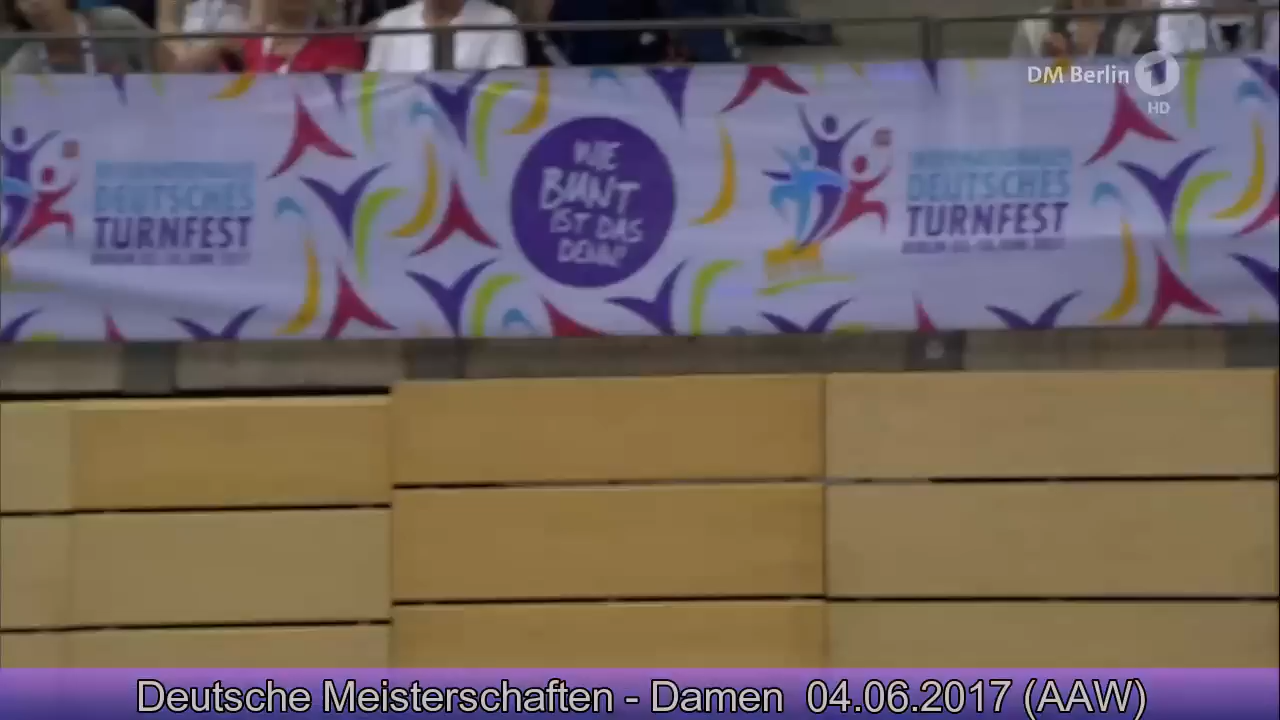 DM Berlin 1
HD
DEUTSCHES
TURNFEST
WIE
BUNT
IST DAS
DENN!
DEUTSCHES
TURNFEST
Deutsche Meisterschaften - Damen 04.06.2017 (AAW)